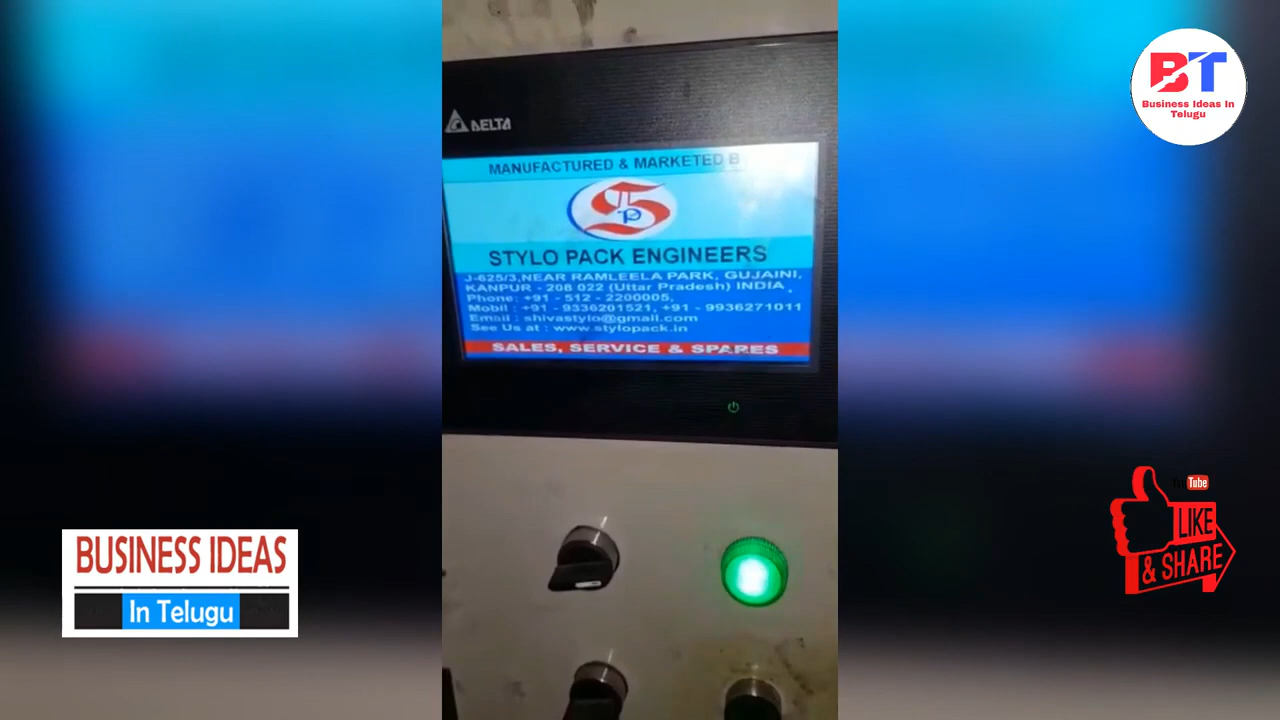 BT
Business Ideas In
Telugu
DELTA
MANUFACTURED & MARKETED B
S
P
STYLO PACK ENGINEERS
J-625/3,NEAR RAMLEELA PARK, GUJAINI,
KANPUR - 208 022 (Uttar Pradesh) INDIA,
Phone: +91 - 512 - 2200005,
Mobil : +91 - 9336201521, +91 - 9936271011
Email : shivastylo@gmail.com
See Us at : www.stylopack.in
SALES, SERVICE & SPARES
BUSINESS IDEAS
In Telugu
YouTube
LIKE
& SHARE